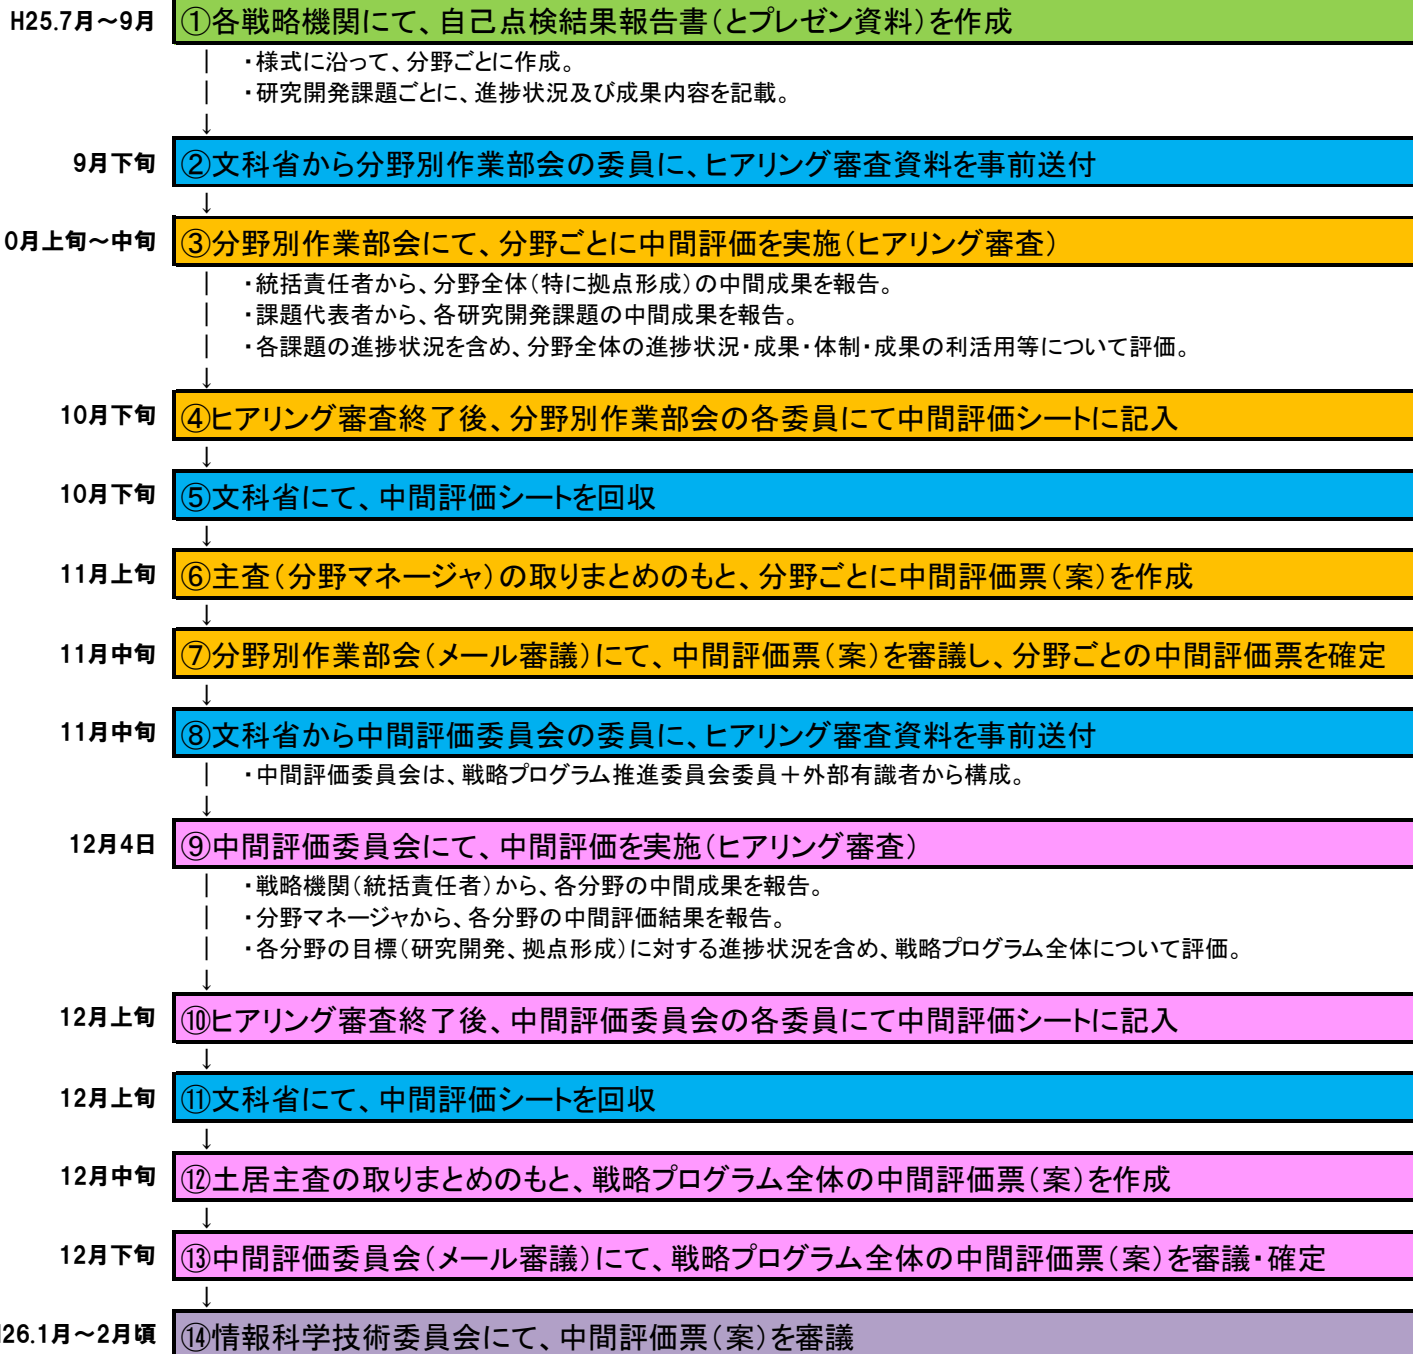 H25.7月～9月 ①各戦略機関にて、自己点検結果報告書（とプレゼン資料）を作成
・様式に沿って、分野ごとに作成。
・研究開発課題ごとに、進捗状況及び成果内容を記載。
↓
9月下旬 ②文科省から分野別作業部会の委員に、ヒアリング審査資料を事前送付
↓
0月上旬～中旬 ③分野別作業部会にて、分野ごとに中間評価を実施（ヒアリング審査）
・統括責任者から、分野全体（特に拠点形成）の中間成果を報告。
・課題代表者から、各研究開発課題の中間成果を報告。
・各課題の進捗状況を含め、分野全体の進捗状況・成果・体制・成果の利活用等について評価。
↓
10月下旬 ④ヒアリング審査終了後、分野別作業部会の各委員にて中間評価シートに記入
↓
10月下旬 ⑤文科省にて、中間評価シートを回収
↓
11月上旬 ⑥主査（分野マネージャ）の取りまとめのもと、分野ごとに中間評価票（案）を作成
↓
11月中旬 ⑦分野別作業部会（メール審議）にて、中間評価票（案）を審議し、分野ごとの中間評価票を確定
↓
11月中旬 ⑧文科省から中間評価委員会の委員に、ヒアリング審査資料を事前送付
・中間評価委員会は、戦略プログラム推進委員会委員＋外部有識者から構成。
↓
12月4日 ⑨中間評価委員会にて、中間評価を実施（ヒアリング審査）
・戦略機関（統括責任者）から、各分野の中間成果を報告。
・分野マネージャから、各分野の中間評価結果を報告。
・各分野の目標（研究開発、拠点形成）に対する進捗状況を含め、戦略プログラム全体について評価。
↓
12月上旬 ⑩ヒアリング審査終了後、中間評価委員会の各委員にて中間評価シートに記入
↓
12月上旬 ⑪文科省にて、中間評価シートを回収
↓
12月中旬 ⑫土居主査の取りまとめのもと、戦略プログラム全体の中間評価票（案）を作成
↓
12月下旬 ⑬中間評価委員会（メール審議）にて、戦略プログラム全体の中間評価票（案）を審議・確定
↓
26.1月～2月頃 ⑭情報科学技術委員会にて、中間評価票（案）を審議